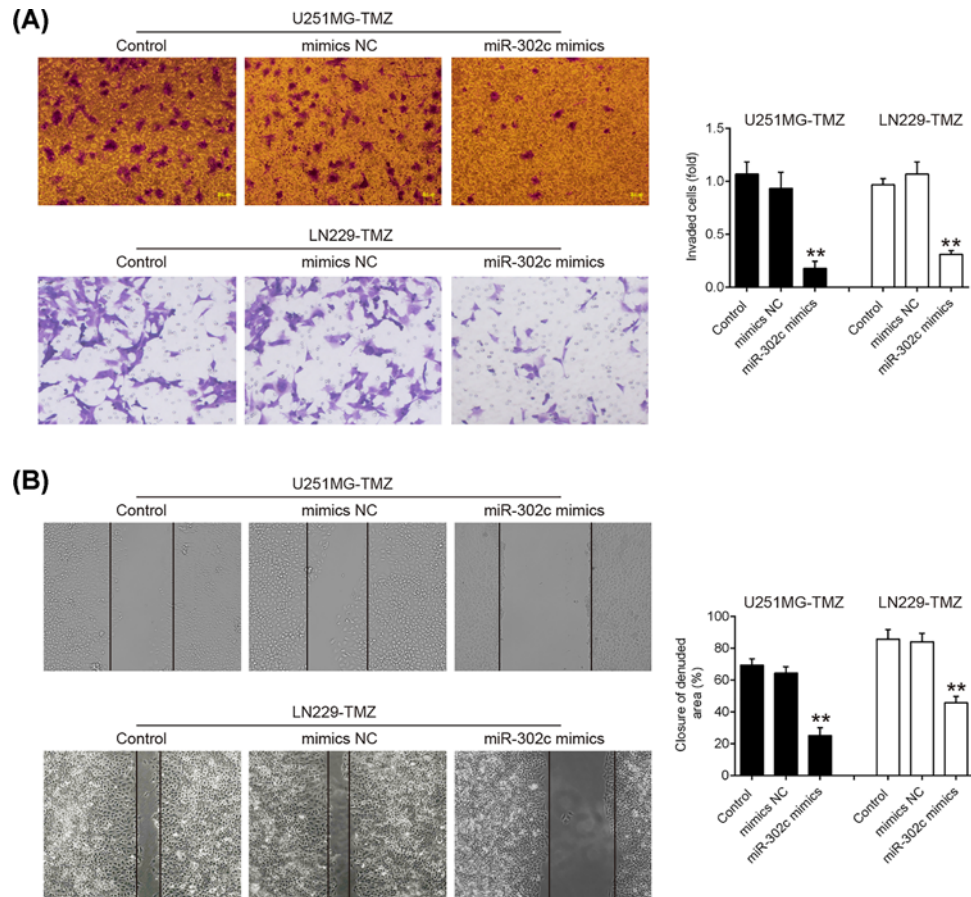 (A)
U251MG-TMZ
Control mimics NC miR-302c mimics
LN229-TMZ
Control mimics NC miR-302c mimics
U251MG-TMZ LN229-TMZ
Invaded cells (fold)
1.5
1.0
0.5
0.0
** **
Control mimics NC miR-302c mimics Control mimics NC miR-302c mimics
(B)
U251MG-TMZ
Control mimics NC miR-302c mimics
LN229-TMZ
Control mimics NC miR-302c mimics
U251MG-TMZ LN229-TMZ
Closure of denuded
area (%)
100
80
60
40
20
0
** **
Control mimics NC miR-302c mimics Control mimics NC miR-302c mimics